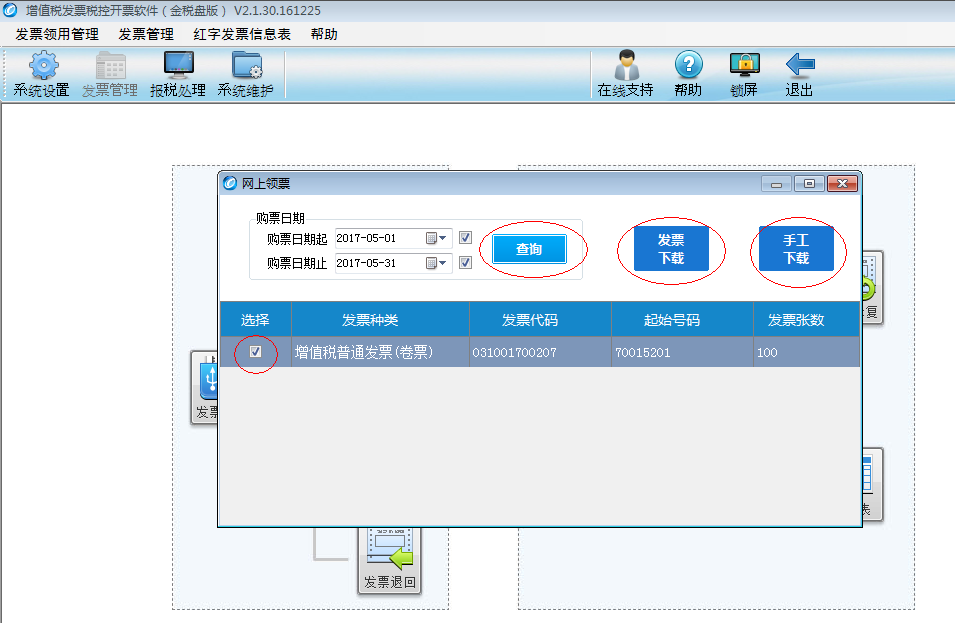 增值税发票税控开票软件（金税盘版） V2.1.30.161225
发票领用管理 发票管理 红字发票信息表 帮助
系统设置 发票管理 报税处理 系统维护 在线支持 帮助 锁屏 退出
网上领票
购票日期
购票日期起 2017-05-01
购票日期止 2017-05-31
查询
发票
下载
手工
下载
选择 发票种类 发票代码 起始号码 发票张数
增值税普通发票(卷票) 031001700207 70015201 100
复
发票
表
发票退回